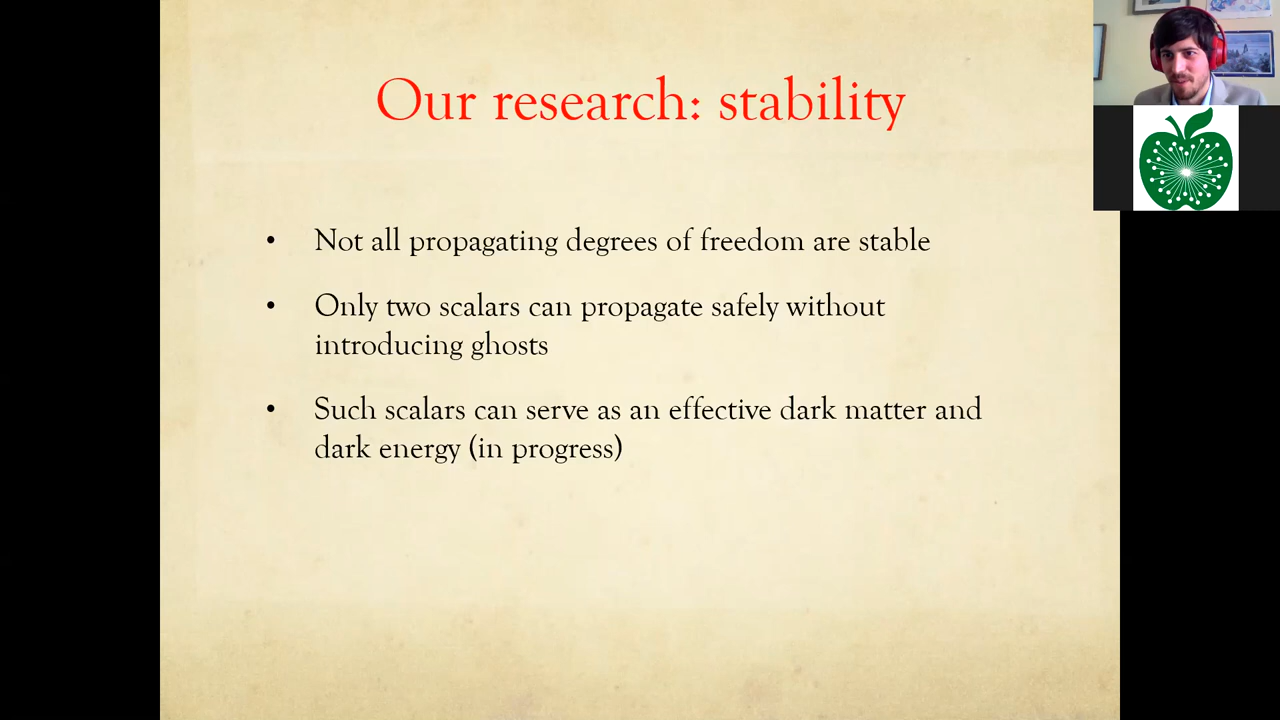 Our research: stability
• Not all propagating degrees of freedom are stable
• Only two scalars can propagate safely without
introducing ghosts
• Such scalars can serve as an effective dark matter and
dark energy (in progress)